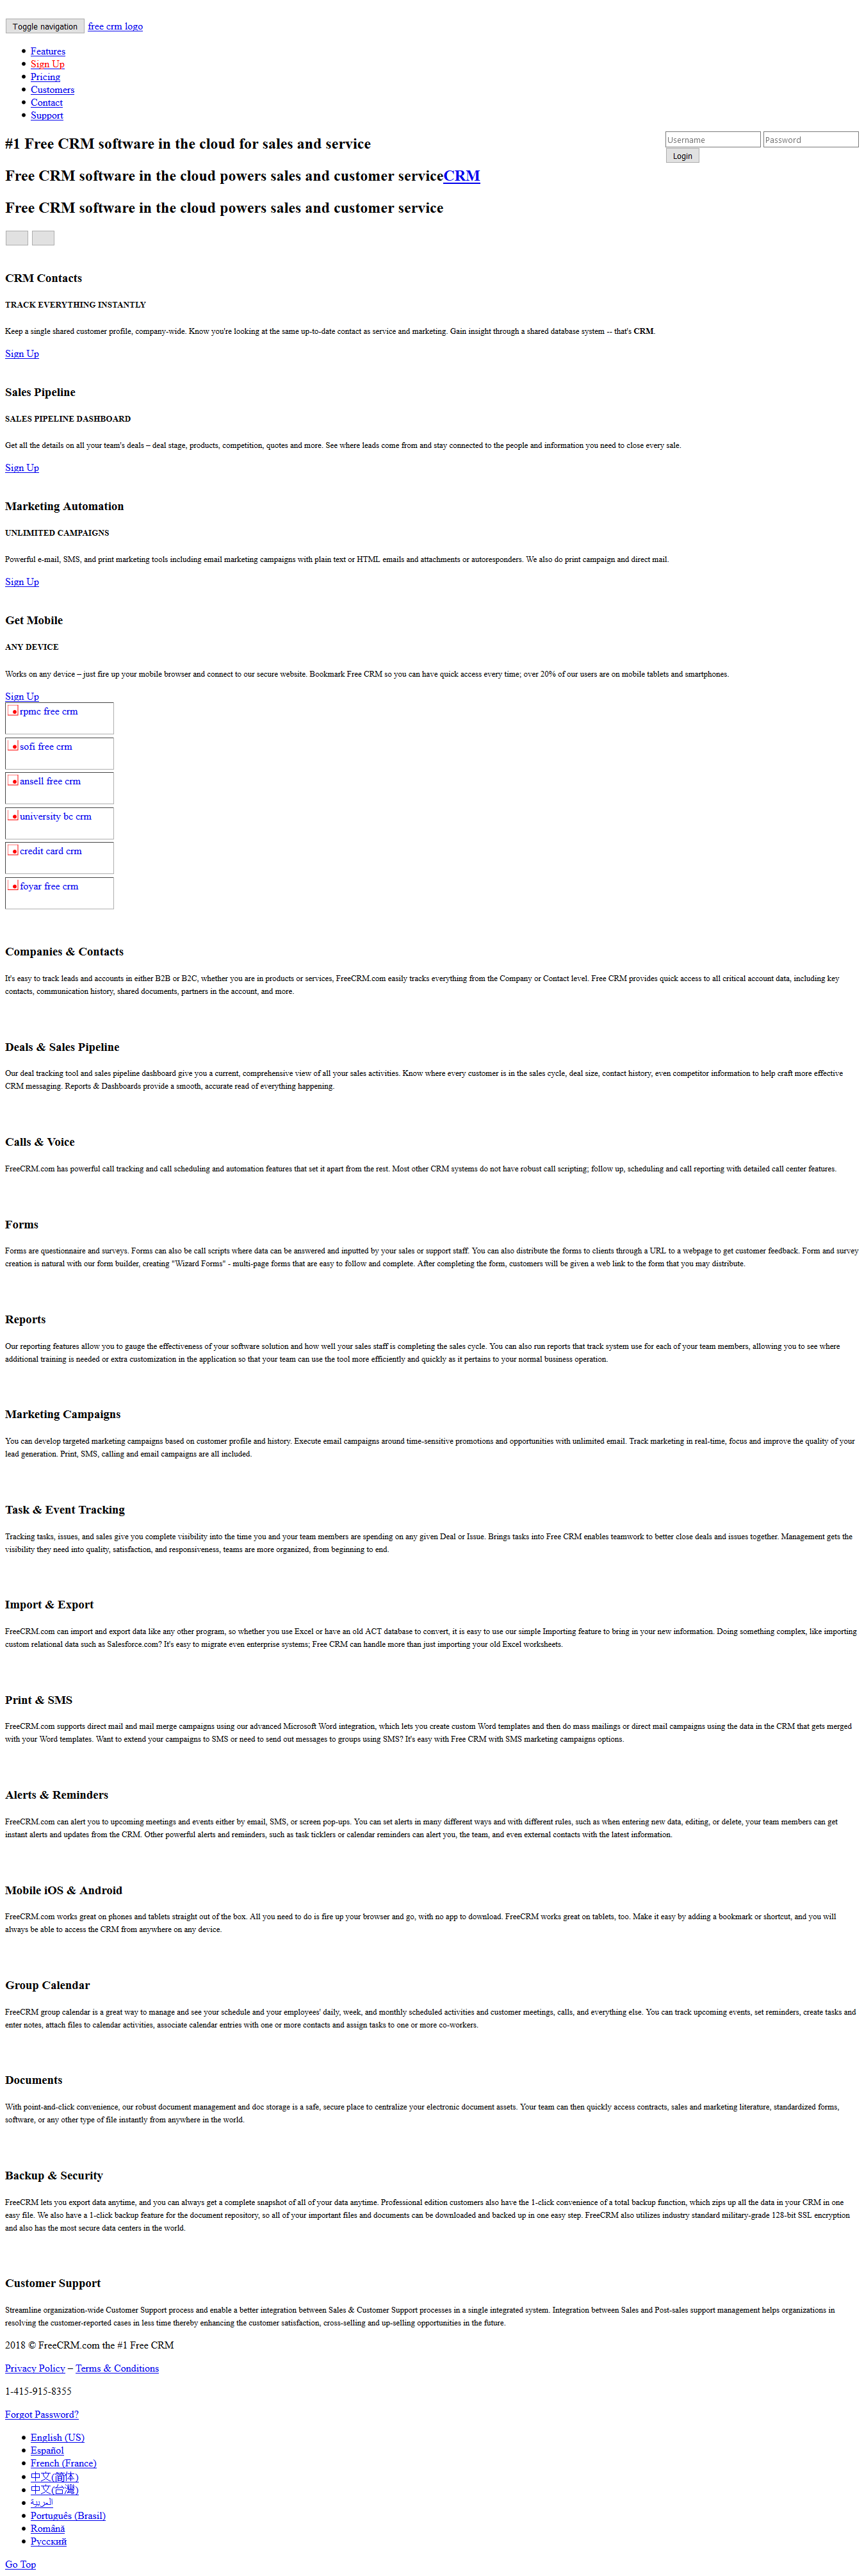 Toggle navigation free crm logo
Features
Sign Up
Pricing
Customers
Contact
Support
Username Password
Login
#1 Free CRM software in the cloud for sales and service
Free CRM software in the cloud powers sales and customer serviceCRM
Free CRM software in the cloud powers sales and customer service
CRM Contacts
TRACK EVERYTHING INSTANTLY
Keep a single shared customer profile, company-wide. Know you're looking at the same up-to-date contact as service and marketing. Gain insight through a shared database system -- that's CRM.
Sign Up
Sales Pipeline
SALES PIPELINE DASHBOARD
Get all the details on all your team's deals – deal stage, products, competition, quotes and more. See where leads come from and stay connected to the people and information you need to close every sale.
Sign Up
Marketing Automation
UNLIMITED CAMPAIGNS
Powerful e-mail, SMS, and print marketing tools including email marketing campaigns with plain text or HTML emails and attachments or autoresponders. We also do print campaign and direct mail.
Sign Up
Get Mobile
ANY DEVICE
Works on any device – just fire up your mobile browser and connect to our secure website. Bookmark Free CRM so you can have quick access every time; over 20% of our users are on mobile tablets and smartphones.
Sign Up
rpmc free crm
sofi free crm
ansell free crm
university bc crm
credit card crm
foyar free crm
Companies & Contacts
It's easy to track leads and accounts in either B2B or B2C, whether you are in products or services, FreeCRM.com easily tracks everything from the Company or Contact level. Free CRM provides quick access to all critical account data, including key
contacts, communication history, shared documents, partners in the account, and more.
Deals & Sales Pipeline
Our deal tracking tool and sales pipeline dashboard give you a current, comprehensive view of all your sales activities. Know where every customer is in the sales cycle, deal size, contact history, even competitor information to help craft more effective
CRM messaging. Reports & Dashboards provide a smooth, accurate read of everything happening.
Calls & Voice
FreeCRM.com has powerful call tracking and call scheduling and automation features that set it apart from the rest. Most other CRM systems do not have robust call scripting; follow up, scheduling and call reporting with detailed call center features.
Forms
Forms are questionnaire and surveys. Forms can also be call scripts where data can be answered and inputted by your sales or support staff. You can also distribute the forms to clients through a URL to a webpage to get customer feedback. Form and survey
creation is natural with our form builder, creating "Wizard Forms" - multi-page forms that are easy to follow and complete. After completing the form, customers will be given a web link to the form that you may distribute.
Reports
Our reporting features allow you to gauge the effectiveness of your software solution and how well your sales staff is completing the sales cycle. You can also run reports that track system use for each of your team members, allowing you to see where
additional training is needed or extra customization in the application so that your team can use the tool more efficiently and quickly as it pertains to your normal business operation.
Marketing Campaigns
You can develop targeted marketing campaigns based on customer profile and history. Execute email campaigns around time-sensitive promotions and opportunities with unlimited email. Track marketing in real-time, focus and improve the quality of your
lead generation. Print, SMS, calling and email campaigns are all included.
Task & Event Tracking
Tracking tasks, issues, and sales give you complete visibility into the time you and your team members are spending on any given Deal or Issue. Brings tasks into Free CRM enables teamwork to better close deals and issues together. Management gets the
visibility they need into quality, satisfaction, and responsiveness, teams are more organized, from beginning to end.
Import & Export
FreeCRM.com can import and export data like any other program, so whether you use Excel or have an old ACT database to convert, it is easy to use our simple Importing feature to bring in your new information. Doing something complex, like importing
custom relational data such as Salesforce.com? It's easy to migrate even enterprise systems; Free CRM can handle more than just importing your old Excel worksheets.
Print & SMS
FreeCRM.com supports direct mail and mail merge campaigns using our advanced Microsoft Word integration, which lets you create custom Word templates and then do mass mailings or direct mail campaigns using the data in the CRM that gets merged
with your Word templates. Want to extend your campaigns to SMS or need to send out messages to groups using SMS? It's easy with Free CRM with SMS marketing campaigns options.
Alerts & Reminders
FreeCRM.com can alert you to upcoming meetings and events either by email, SMS, or screen pop-ups. You can set alerts in many different ways and with different rules, such as when entering new data, editing, or delete, your team members can get
instant alerts and updates from the CRM. Other powerful alerts and reminders, such as task ticklers or calendar reminders can alert you, the team, and even external contacts with the latest information.
Mobile iOS & Android
FreeCRM.com works great on phones and tablets straight out of the box. All you need to do is fire up your browser and go, with no app to download. FreeCRM works great on tablets, too. Make it easy by adding a bookmark or shortcut, and you will
always be able to access the CRM from anywhere on any device.
Group Calendar
FreeCRM group calendar is a great way to manage and see your schedule and your employees' daily, week, and monthly scheduled activities and customer meetings, calls, and everything else. You can track upcoming events, set reminders, create tasks and
enter notes, attach files to calendar activities, associate calendar entries with one or more contacts and assign tasks to one or more co-workers.
Documents
With point-and-click convenience, our robust document management and doc storage is a safe, secure place to centralize your electronic document assets. Your team can then quickly access contracts, sales and marketing literature, standardized forms,
software, or any other type of file instantly from anywhere in the world.
Backup & Security
FreeCRM lets you export data anytime, and you can always get a complete snapshot of all of your data anytime. Professional edition customers also have the 1-click convenience of a total backup function, which zips up all the data in your CRM in one
easy file. We also have a 1-click backup feature for the document repository, so all of your important files and documents can be downloaded and backed up in one easy step. FreeCRM also utilizes industry standard military-grade 128-bit SSL encryption
and also has the most secure data centers in the world.
Customer Support
Streamline organization-wide Customer Support process and enable a better integration between Sales & Customer Support processes in a single integrated system. Integration between Sales and Post-sales support management helps organizations in
resolving the customer-reported cases in less time thereby enhancing the customer satisfaction, cross-selling and up-selling opportunities in the future.
2018 © FreeCRM.com the #1 Free CRM
Privacy Policy – Terms & Conditions
1-415-915-8355
Forgot Password?
English (US)
Español
French (France)
中文(简体)
中文(台灣)
العربية
Português (Brasil)
Română
Русский
Go Top